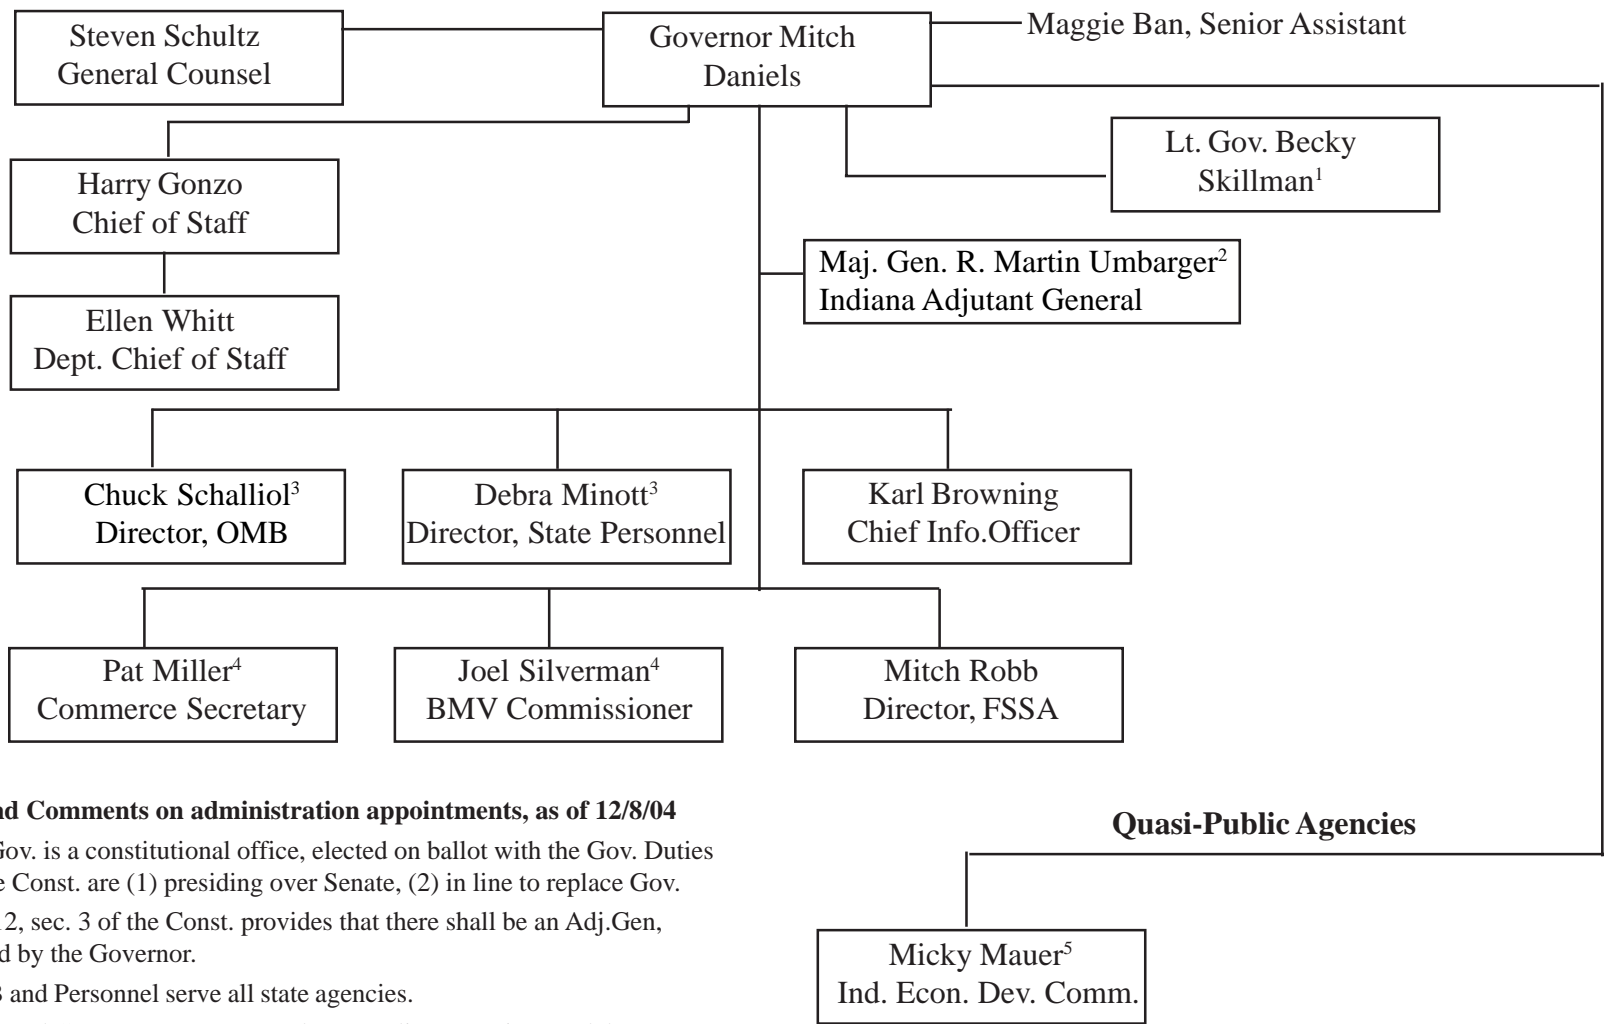 Steven Schultz
General Counsel
Governor Mitch
Daniels
Maggie Ban, Senior Assistant
Lt. Gov. Becky
Skillman¹
Harry Gonzo
Chief of Staff
Maj. Gen. R. Martin Umbarger²
Indiana Adjutant General
Ellen Whitt
Dept. Chief of Staff
Chuck Schalliol³
Director, OMB
Debra Minott³
Director, State Personnel
Karl Browning
Chief Info.Officer
Pat Miller⁴
Commerce Secretary
Joel Silverman⁴
BMV Commissioner
Mitch Robb
Director, FSSA
Comments on administration appointments, as of 12/8/04
Gov. is a constitutional office, elected on ballot with the Gov. Duties
Const. are (1) presiding over Senate, (2) in line to replace Gov.
12, sec. 3 of the Const. provides that there shall be an Adj.Gen,
by the Governor.
and Personnel serve all state agencies.
Quasi-Public Agencies
Micky Mauer⁵
Ind. Econ. Dev. Comm.